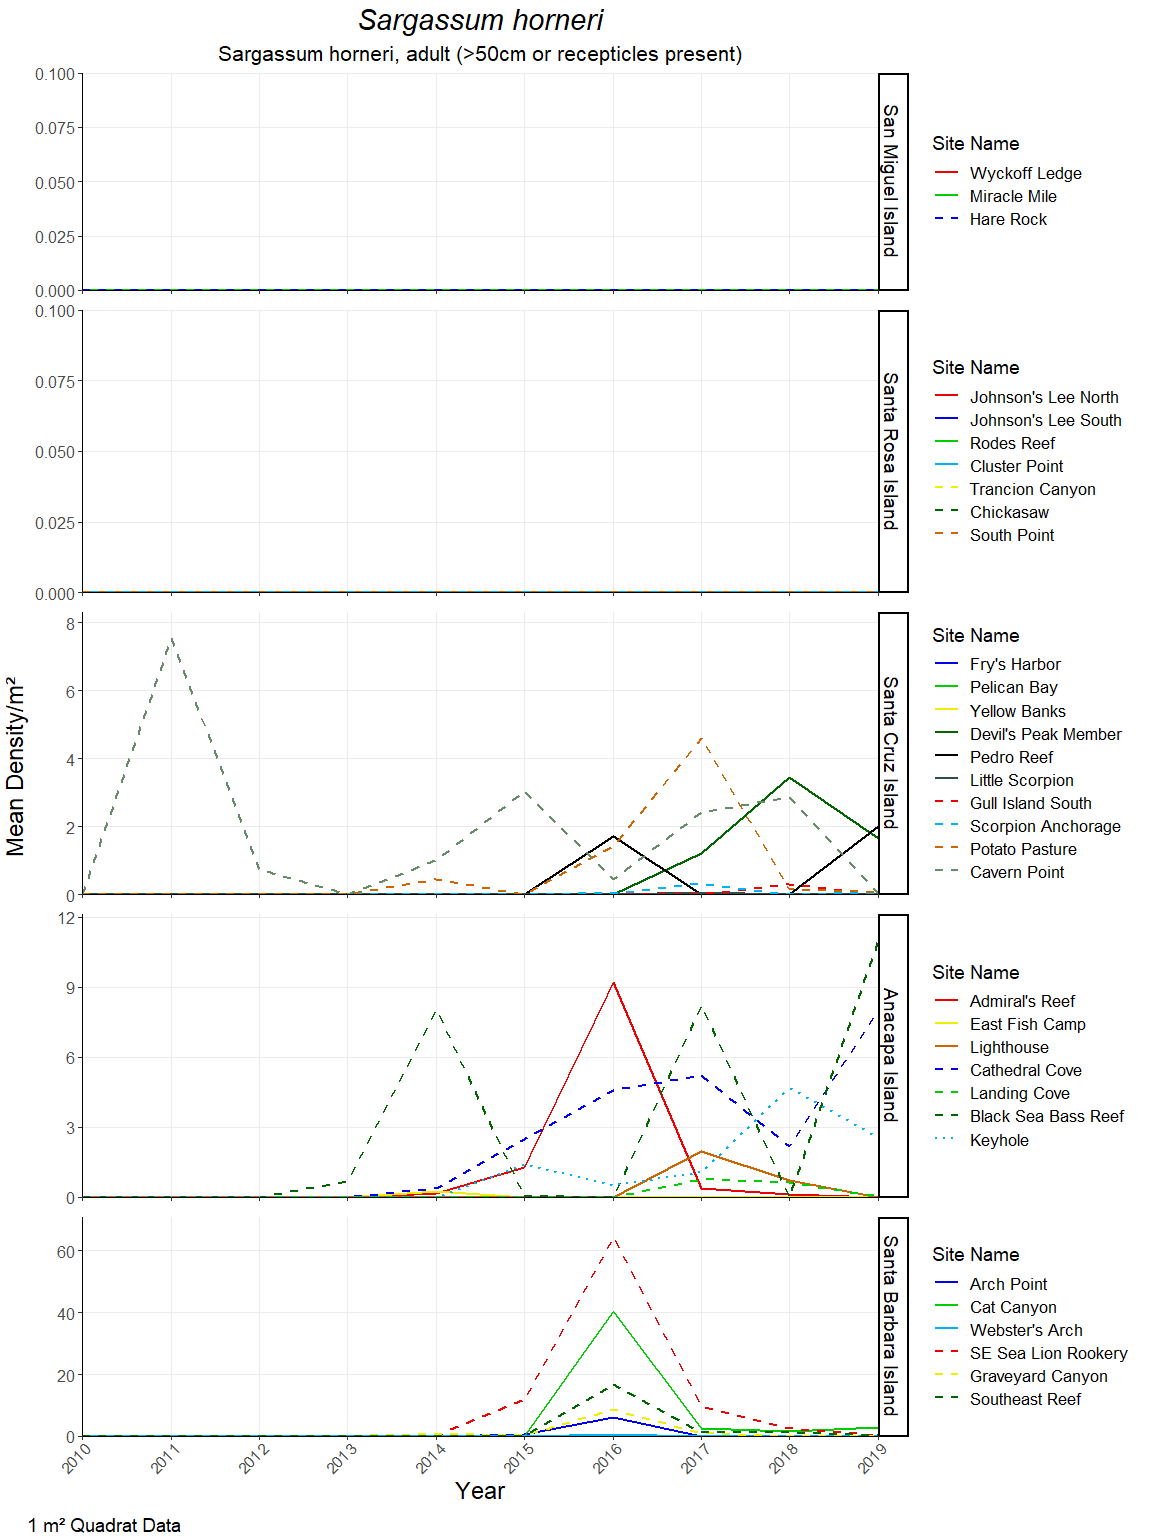 Sargassum horneri
Sargassum horneri, adult (>50cm or recepticles present)
Mean Density/m²
0.100
0.075
0.050
0.025
0.000
San Miguel Island
Site Name
Wyckoff Ledge
Miracle Mile
Hare Rock
0.100
0.075
0.050
0.025
0.000
Santa Rosa Island
Site Name
Johnson's Lee North
Johnson's Lee South
Rodes Reef
Cluster Point
Trancion Canyon
Chickasaw
South Point
8
6
4
2
0
Santa Cruz Island
Site Name
Fry's Harbor
Pelican Bay
Yellow Banks
Devil's Peak Member
Pedro Reef
Little Scorpion
Gull Island South
Scorpion Anchorage
Potato Pasture
Cavern Point
12
9
6
3
0
Anacapa Island
Site Name
Admiral's Reef
East Fish Camp
Lighthouse
Cathedral Cove
Landing Cove
Black Sea Bass Reef
Keyhole
60
40
20
0
Santa Barbara Island
Site Name
Arch Point
Cat Canyon
Webster's Arch
SE Sea Lion Rookery
Graveyard Canyon
Southeast Reef
2010 2011 2012 2013 2014 2015 2016 2017 2018 2019
Year
1 m² Quadrat Data